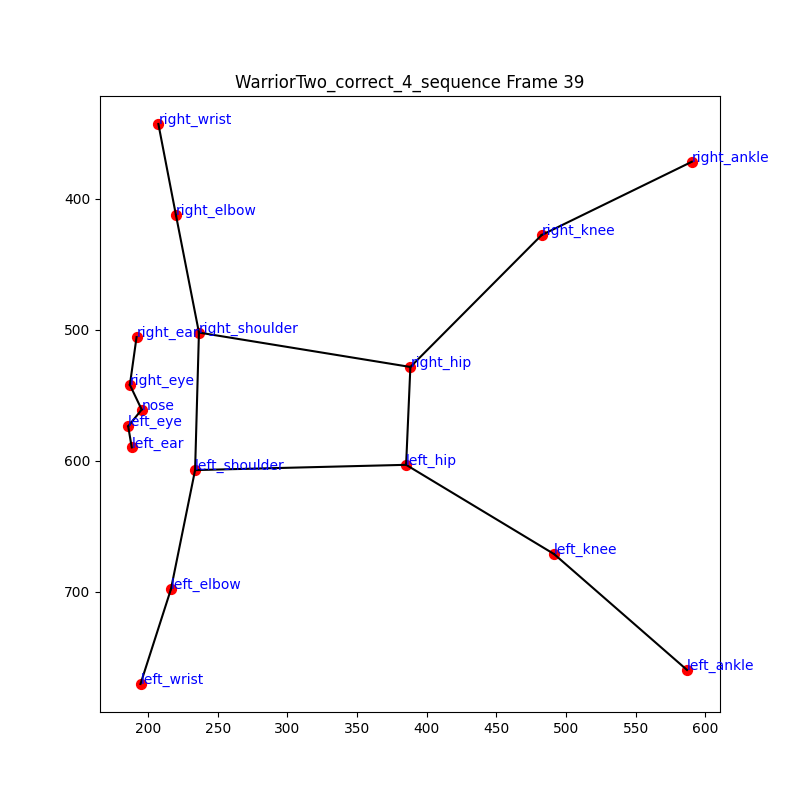 WarriorTwo_correct_4_sequence Frame 39
right_wrist
right_ankle
400
right_elbow
right_knee
500
right_ear
right_shoulder
right_hip
right_eye
nose
left_eye
left_ear
600
left_shoulder
left_hip
left_knee
700
left_elbow
left_ankle
left_wrist
200 250 300 350 400 450 500 550 600